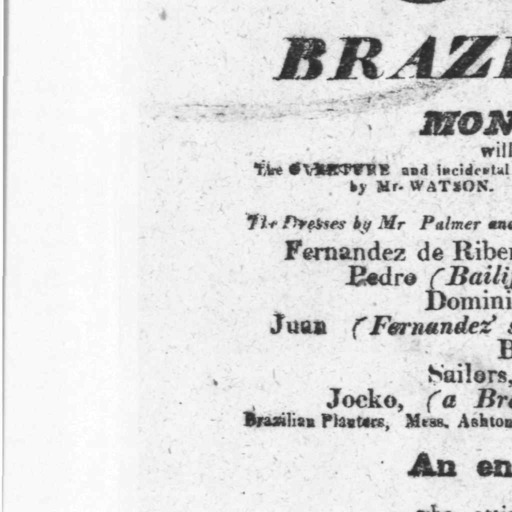 BRAZI
MON
will
The OVERTURE and incidental
by Mr. WATSON.
The Dresses by Mr Palmer and
Fernandez de Riber
Pedro (Bailif
Domini
Juan (Fernandez' s
B
Sailors,
Jocko, (a Bra
Brazilian Planters, Mess. Ashton
An en